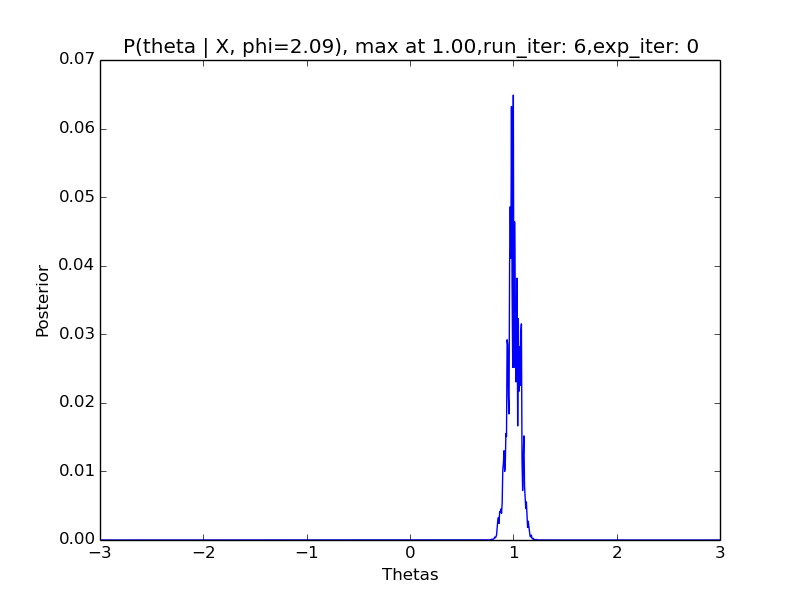 P(theta | X, phi=2.09), max at 1.00,run_iter: 6,exp_iter: 0
0.07
0.06
0.05
0.04
0.03
0.02
0.01
0.00
Posterior
−3 −2 −1 0 1 2 3
Thetas